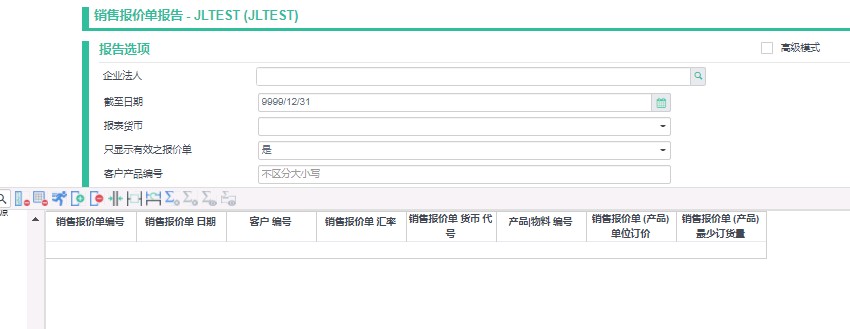 销售报价单报告 - JLTEST (JLTEST)
报告选项
高级模式
企业法人
截至日期
9999/12/31
报表货币
只显示有效之报价单
是
客户产品编号
不区分大小写
销售报价单编号
销售报价单 日期
客户 编号
销售报价单 汇率
销售报价单 货币 代
号
产品|物料 编号
销售报价单 (产品)
单位订价
销售报价单 (产品)
最少订货量